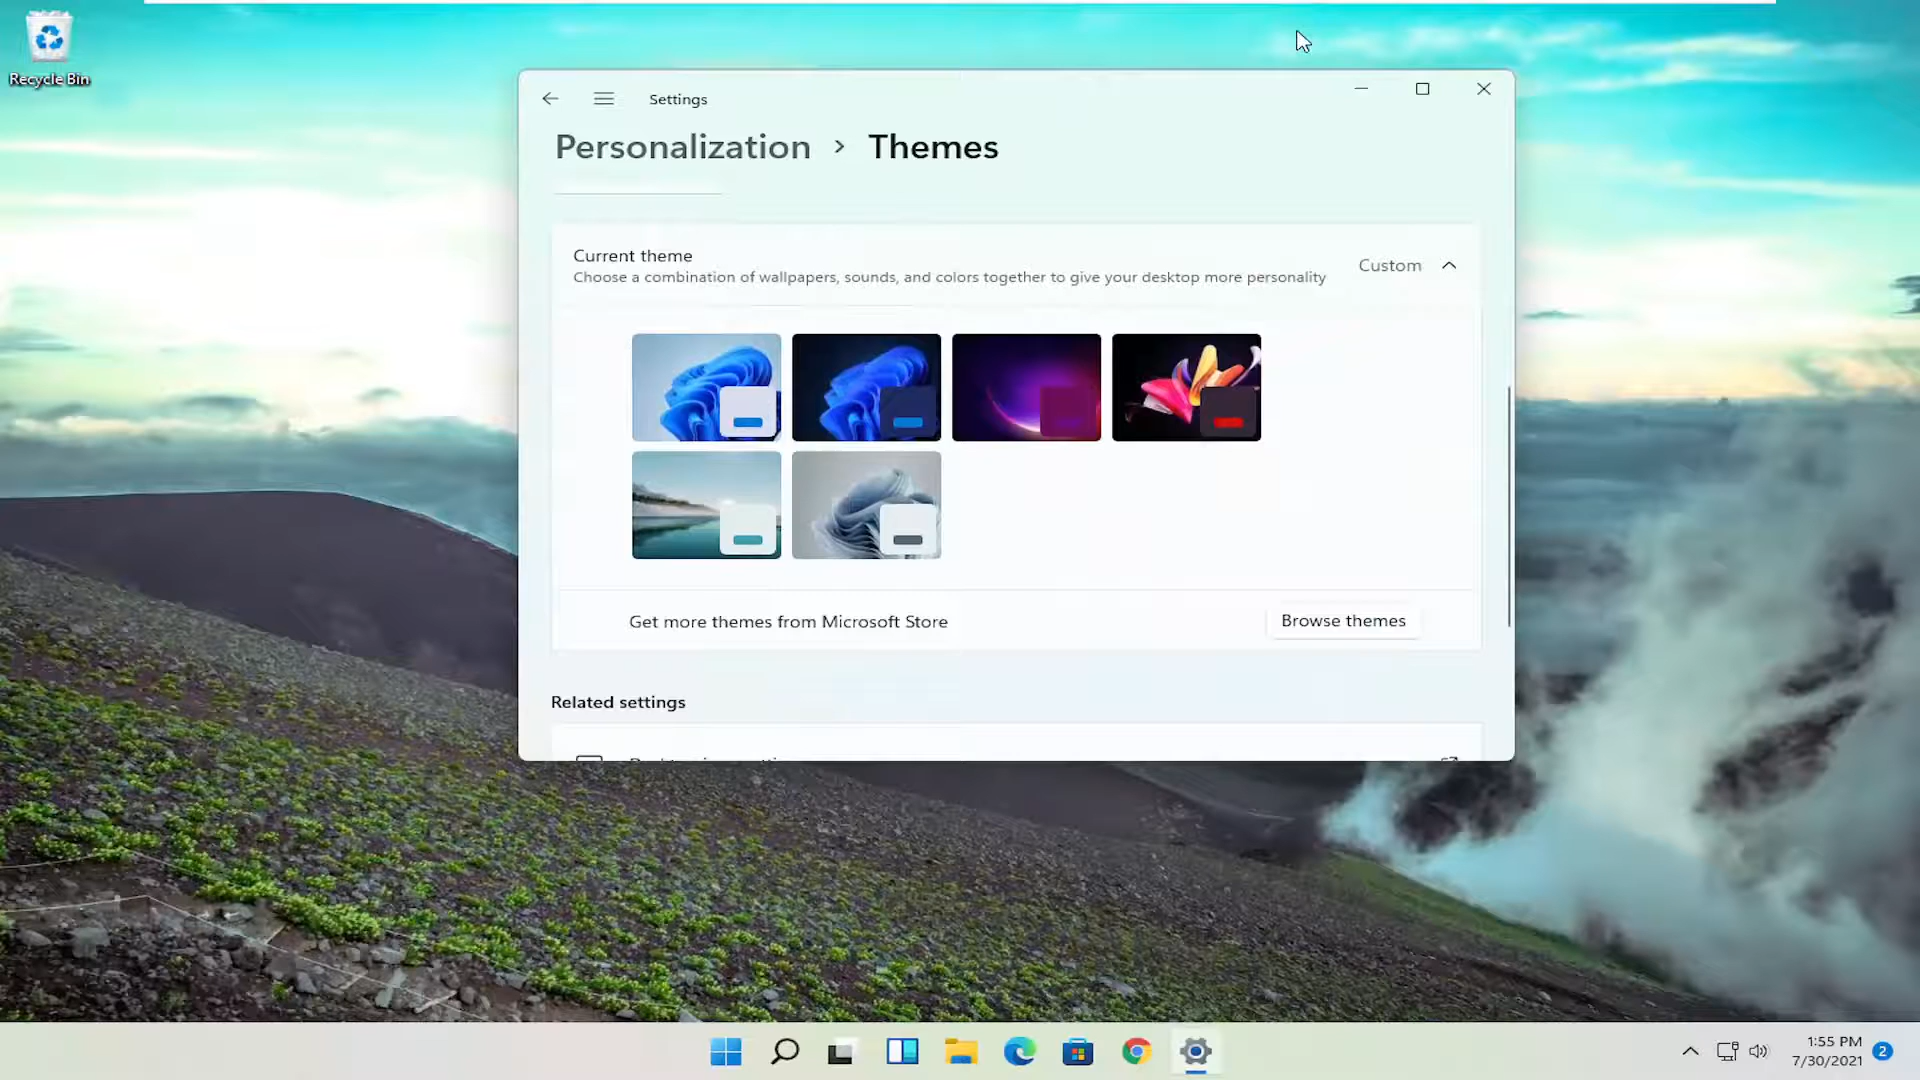 Recycle Bin
Settings
Personalization > Themes
Current theme
Choose a combination of wallpapers, sounds, and colors together to give your desktop more personality
Custom
Get more themes from Microsoft Store
Browse themes
Related settings
1:55 PM
7/30/2021
2